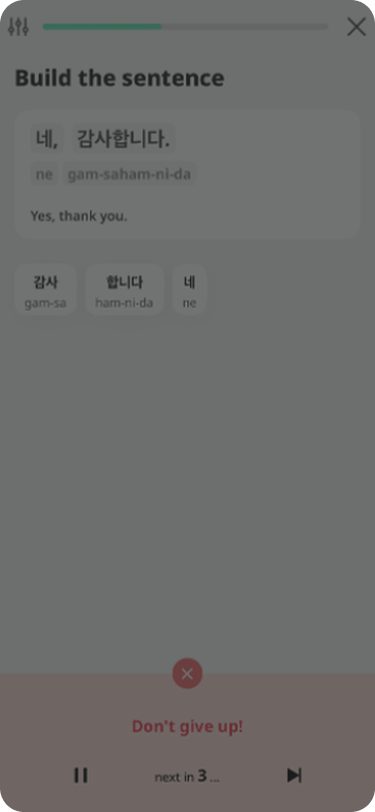 Build the sentence
네, 감사합니다.
ne gam-saham-ni-da
Yes, thank you.
감사 합니다 네
gam-sa ham-ni-da ne
Don't give up!
next in 3 ...